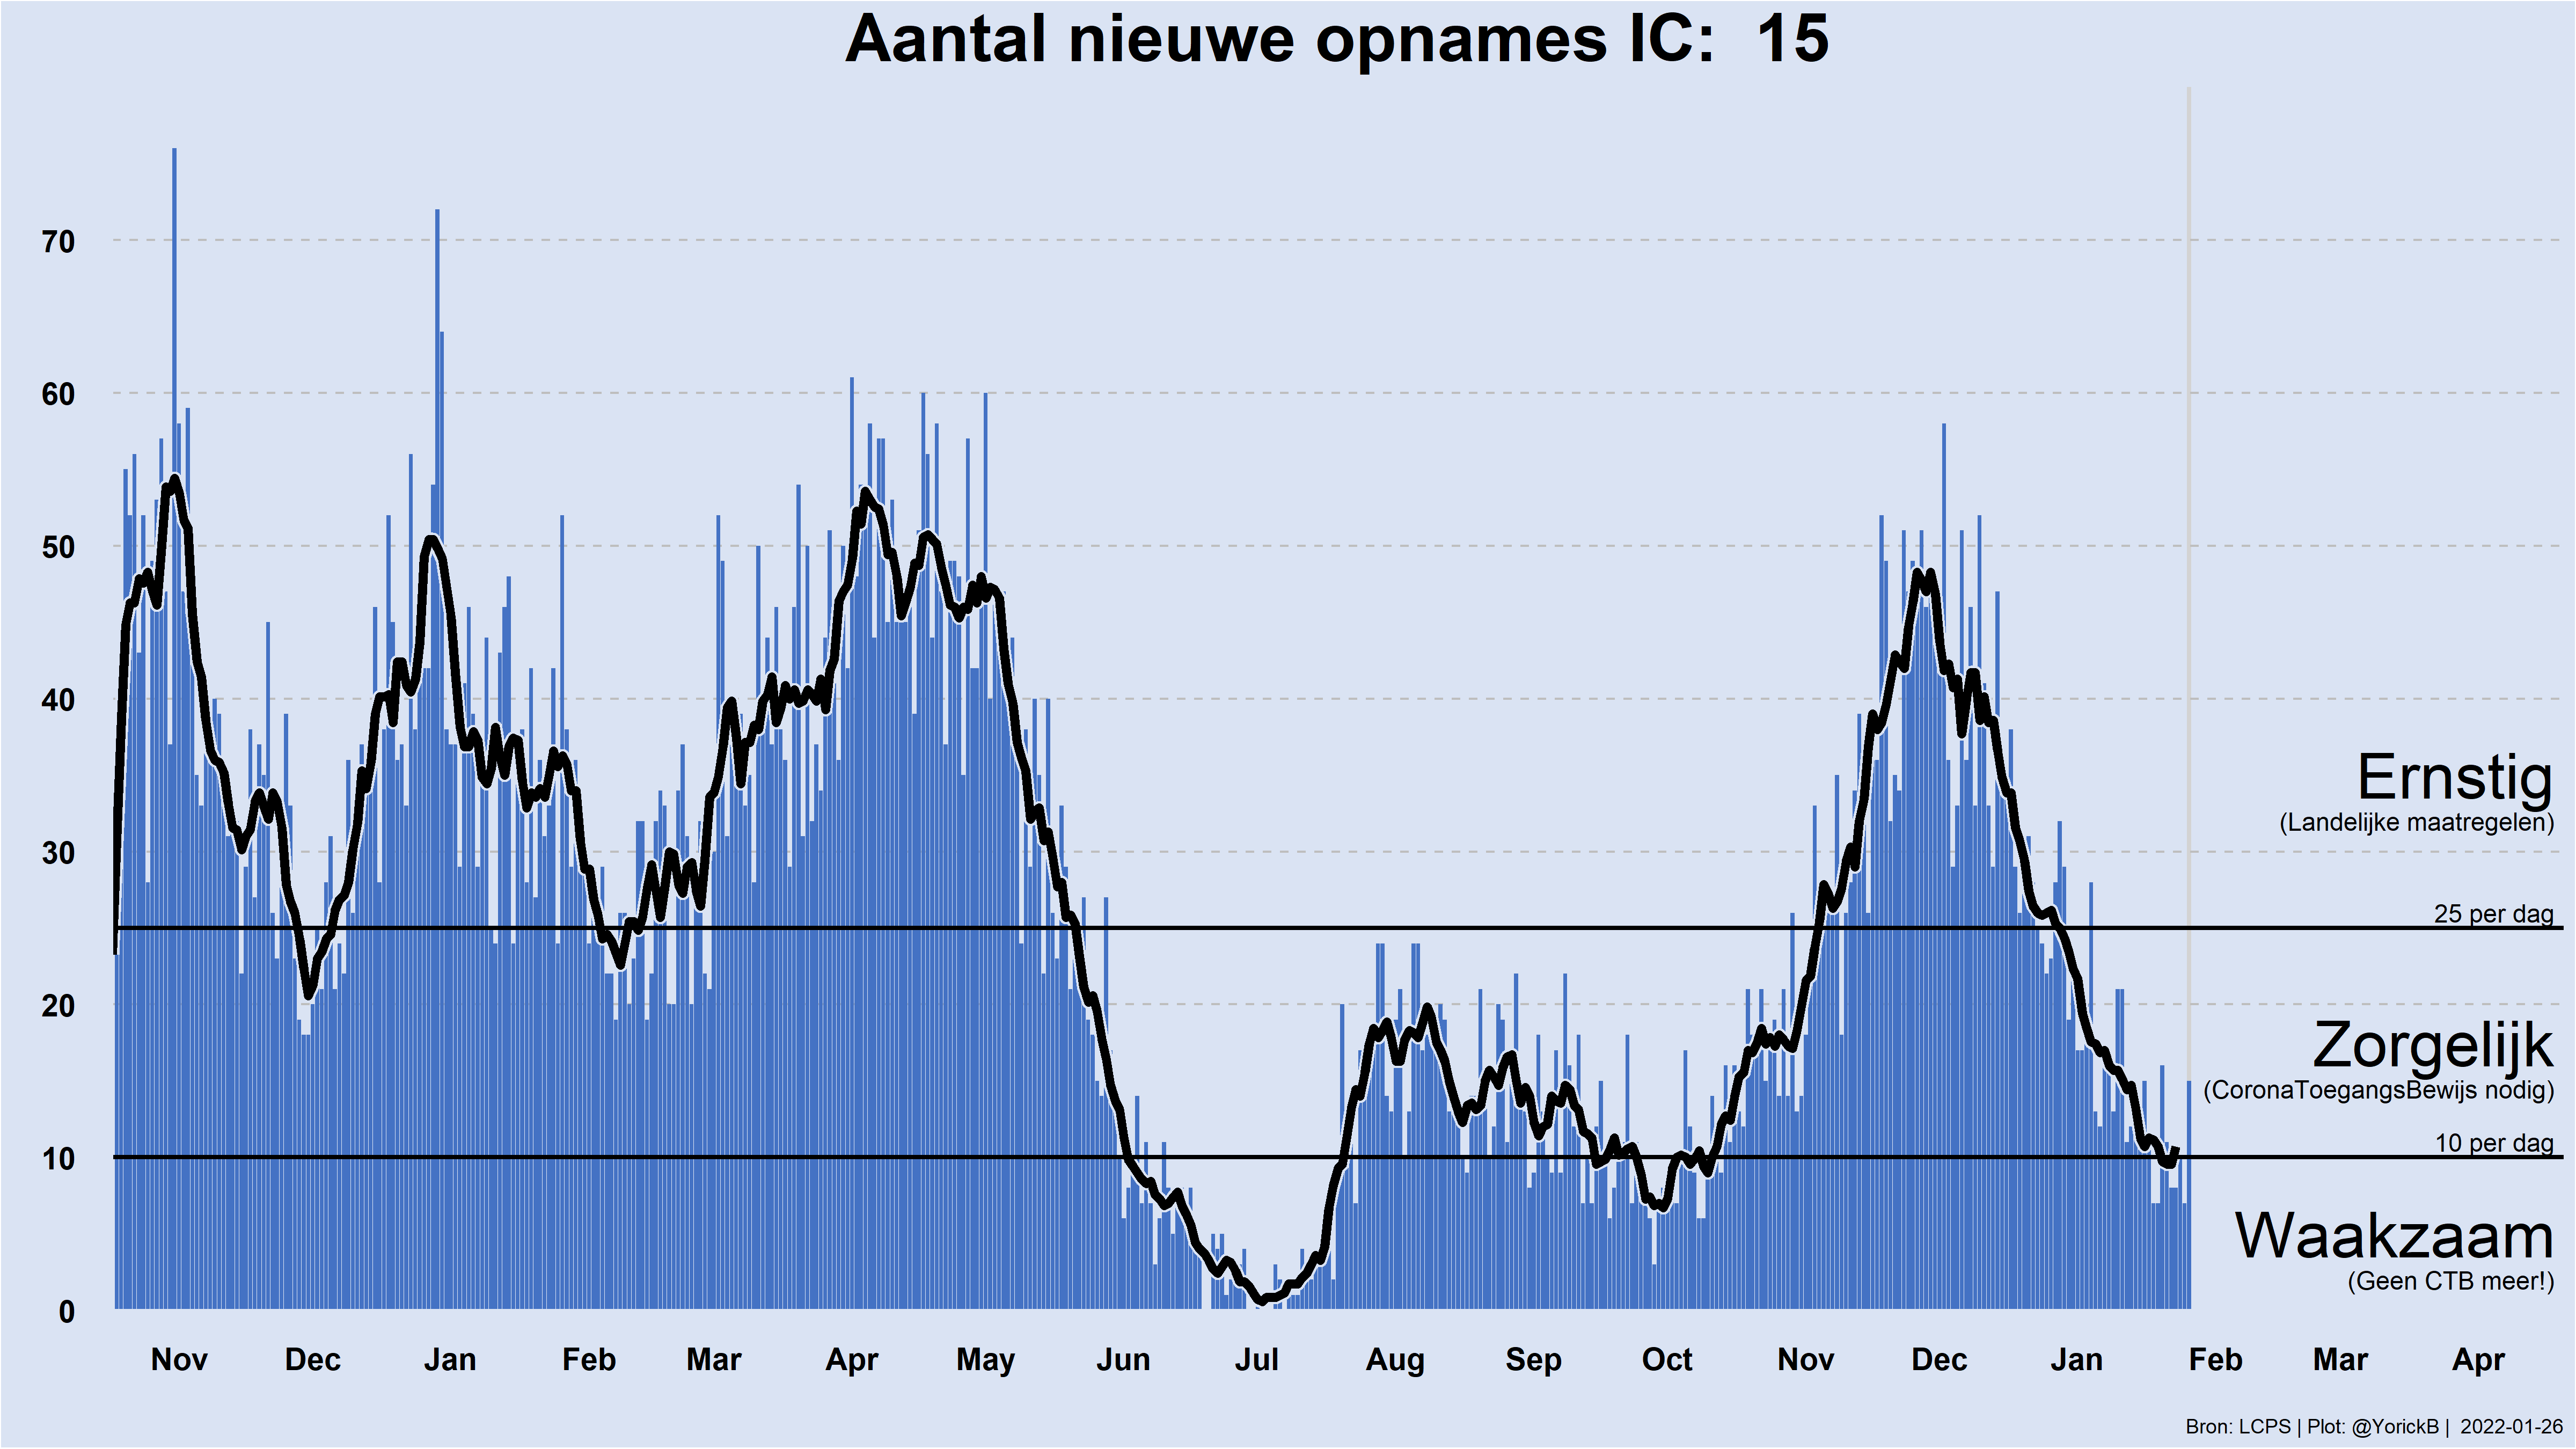 Aantal nieuwe opnames IC:  15
70
60
50
40
30
20
10
0
Ernstig
(Landelijke maatregelen)
25 per dag
Zorgelijk
(CoronaToegangsBewijs nodig)
10 per dag
Waakzaam
(Geen CTB meer!)
Nov Dec Jan Feb Mar Apr May Jun Jul Aug Sep Oct Nov Dec Jan Feb Mar Apr
Bron: LCPS | Plot: @YorickB |  2022-01-26